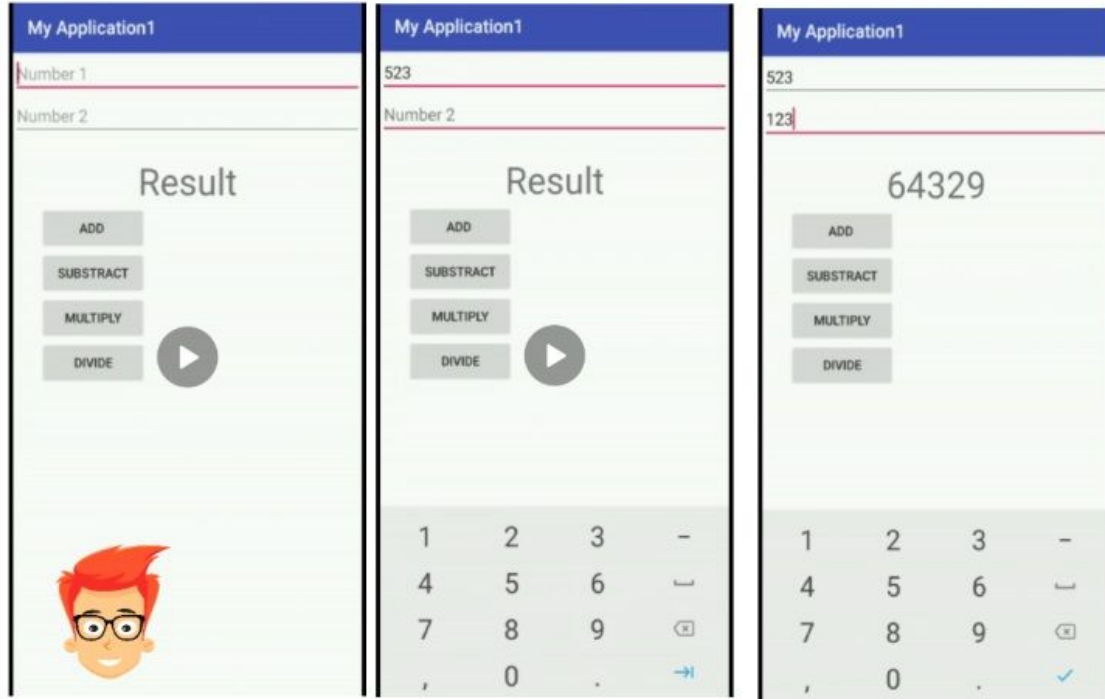 My Application1
Number 1
Number 2
Result
ADD
SUBSTRACT
MULTIPLY
DIVIDE
My Application1
523
Number 2
Result
ADD
SUBSTRACT
MULTIPLY
DIVIDE
1 2 3 -
4 5 6
7 8 9
, 0 .
My Application1
523
123
64329
ADD
SUBSTRACT
MULTIPLY
DIVIDE
1 2 3 -
4 5 6
7 8 9
, 0 .